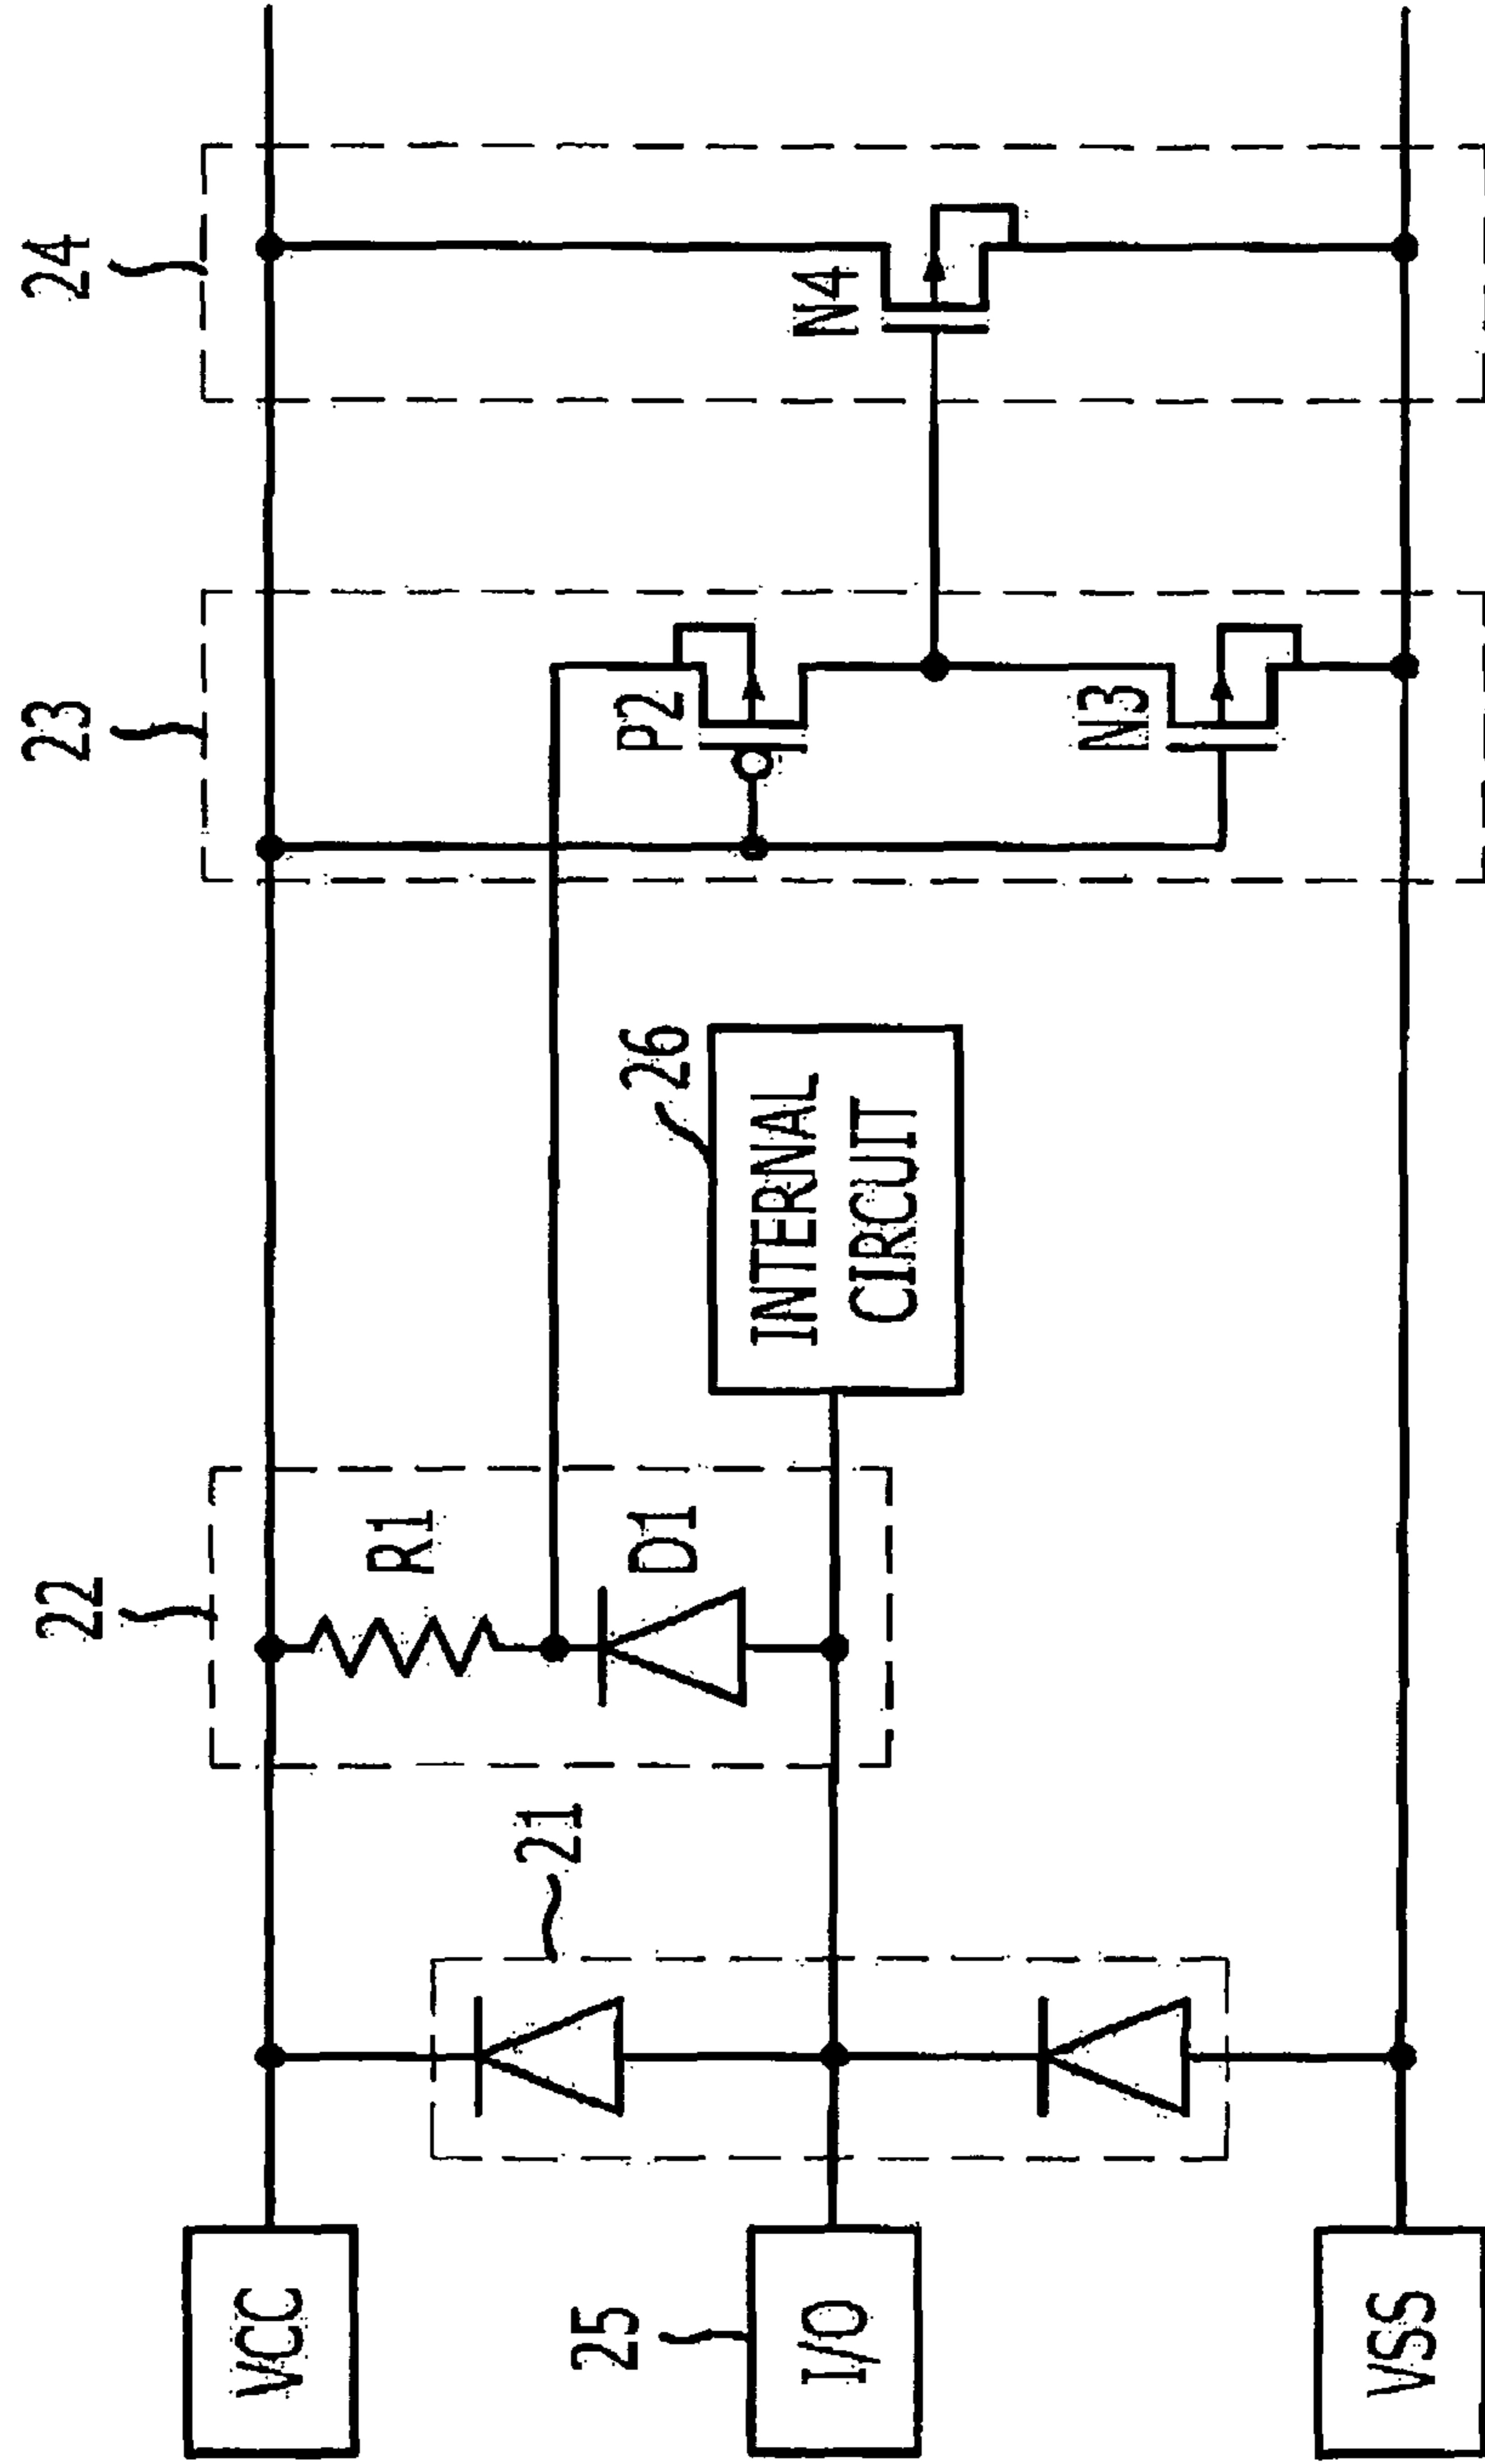 22
23
24
R1
D1
21
26
INTERNAL
CIRCUIT
P2
N3
N4
VCC
25
I/O
VSS